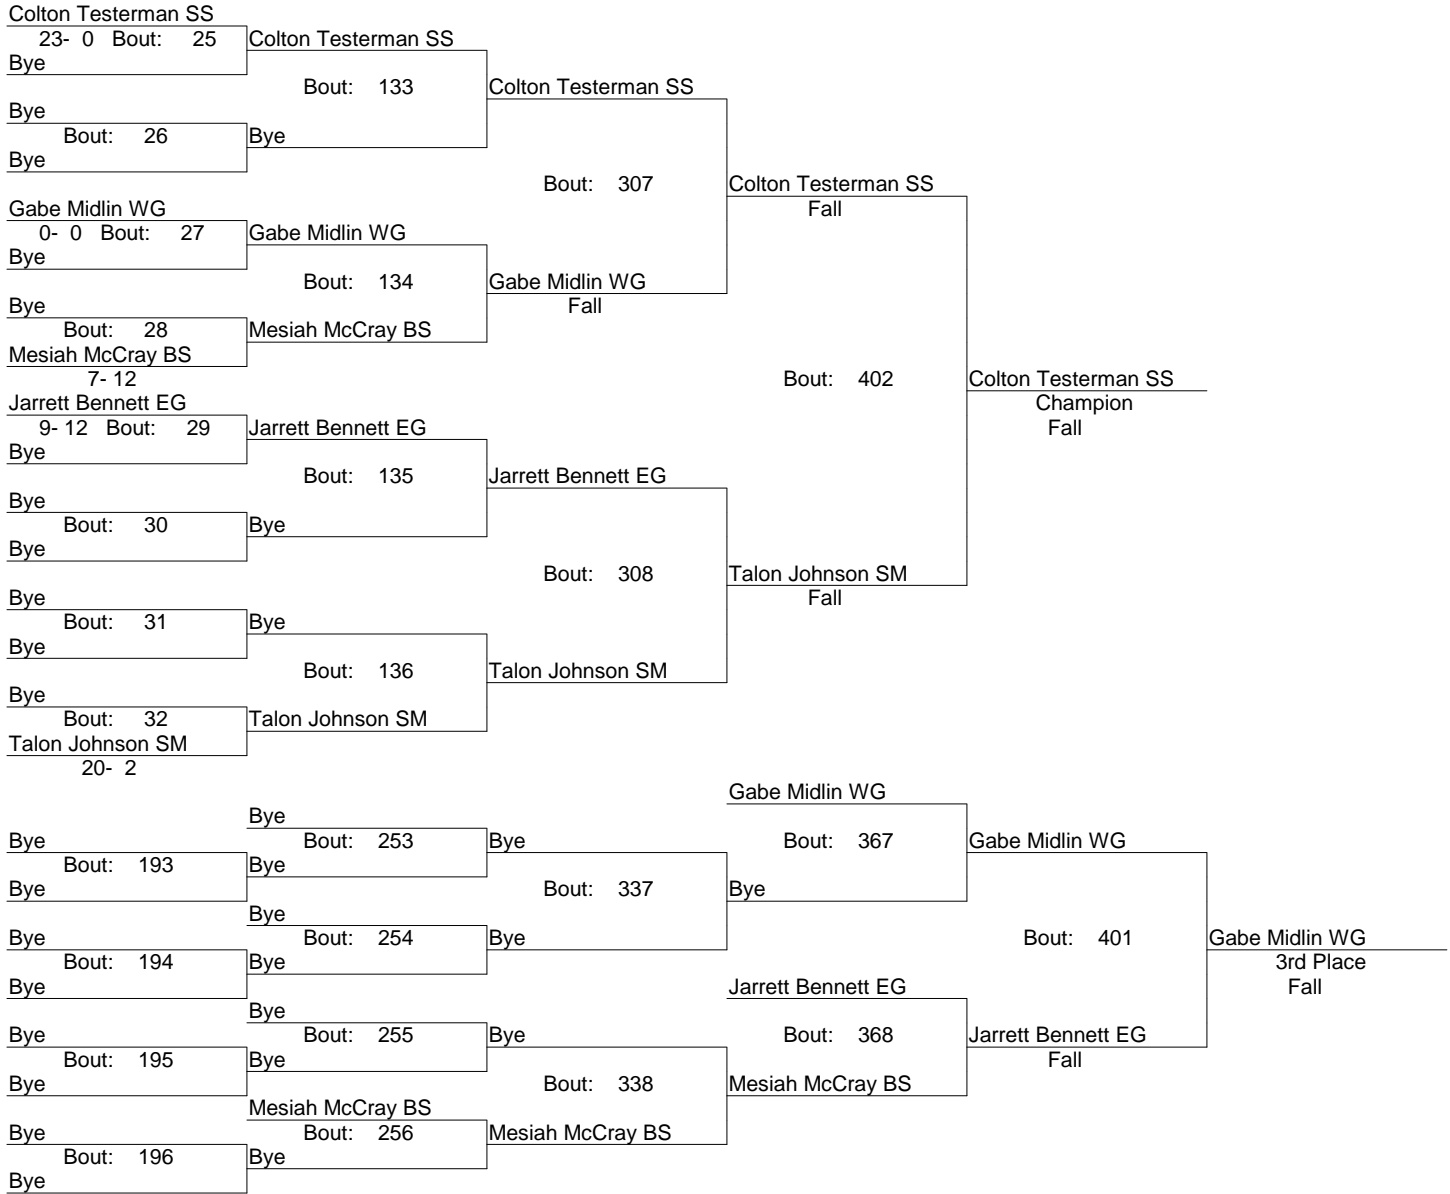 Colton Testerman SS
23- 0 Bout: 25 Colton Testerman SS
Bye
Bout: 133 Colton Testerman SS
Bye
Bout: 26 Bye
Bye
Bout: 307 Colton Testerman SS
Gabe Midlin WG Fall
0- 0 Bout: 27 Gabe Midlin WG
Bye
Bout: 134 Gabe Midlin WG
Bye Fall
Bout: 28 Mesiah McCray BS
Mesiah McCray BS
7- 12 Bout: 402 Colton Testerman SS
Jarrett Bennett EG Champion
9- 12 Bout: 29 Jarrett Bennett EG Fall
Bye
Bout: 135 Jarrett Bennett EG
Bye
Bout: 30 Bye
Bye
Bout: 308 Talon Johnson SM
Bye Fall
Bout: 31 Bye
Bye
Bout: 136 Talon Johnson SM
Bye
Bout: 32 Talon Johnson SM
Talon Johnson SM
20- 2
Gabe Midlin WG
Bye
Bye Bout: 253 Bye Bout: 367 Gabe Midlin WG
Bout: 193 Bye
Bye Bout: 337 Bye
Bye
Bye Bout: 254 Bye Bout: 401 Gabe Midlin WG
Bout: 194 Bye 3rd Place
Bye Jarrett Bennett EG Fall
Bye
Bye Bout: 255 Bye Bout: 368 Jarrett Bennett EG
Bout: 195 Bye Fall
Bye Bout: 338 Mesiah McCray BS
Mesiah McCray BS
Bye Bout: 256 Mesiah McCray BS
Bout: 196 Bye
Bye